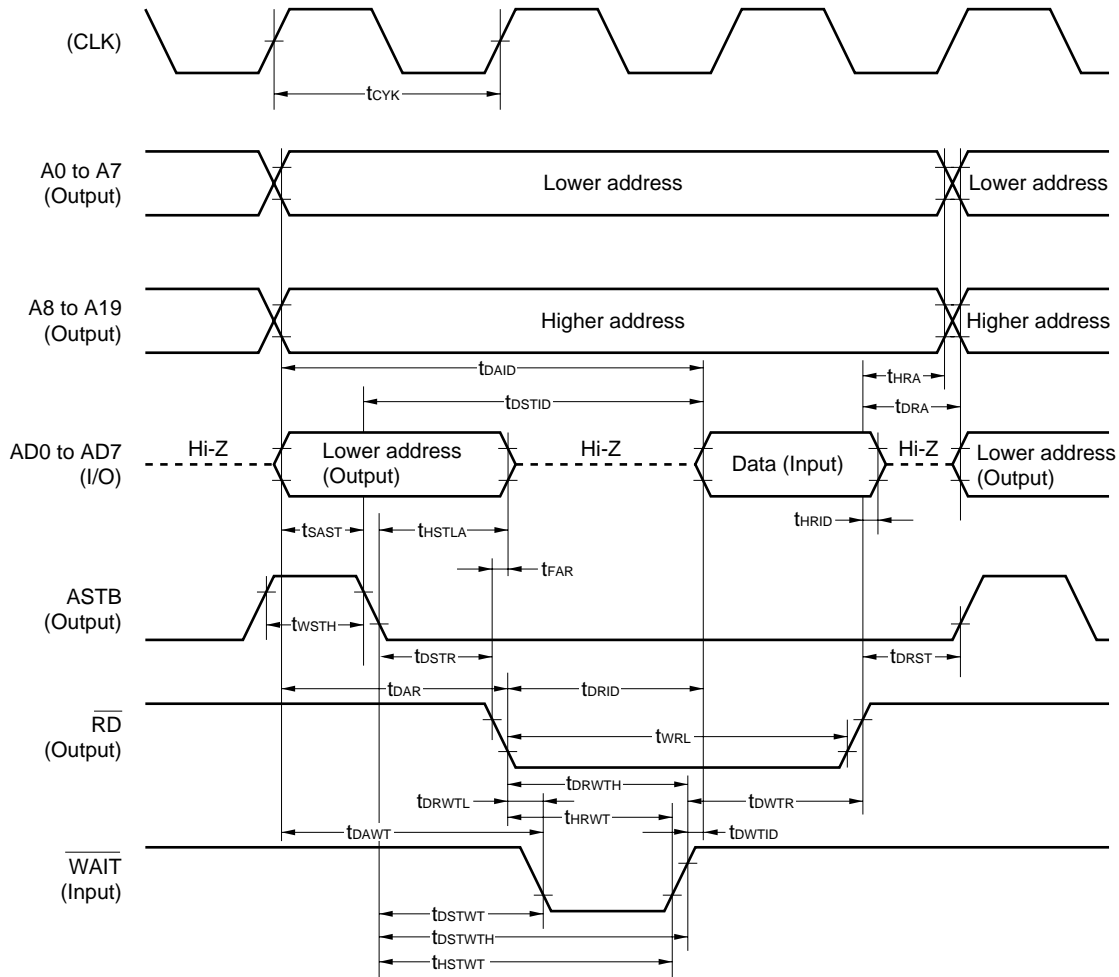 (CLK)
tCYK
A0 to A7
(Output)
Lower address
Lower address
A8 to A19
(Output)
Higher address
Higher address
tDAID
tHRA
tDSTID
tDRA
AD0 to AD7
(I/O)
Hi-Z
Lower address
(Output)
Hi-Z
Data (Input)
Hi-Z
Lower address
(Output)
tSAST
tHSTLA
tHRID
tFAR
ASTB
(Output)
tWSTH
tDSTR
tDRST
tDAR
tDRID
RD
(Output)
tWRL
tDRWTH
tDRWTL
tDWTR
tHRWT
tDAWT
tDWTID
WAIT
(Input)
tDSTWT
tDSTWTH
tHSTWT